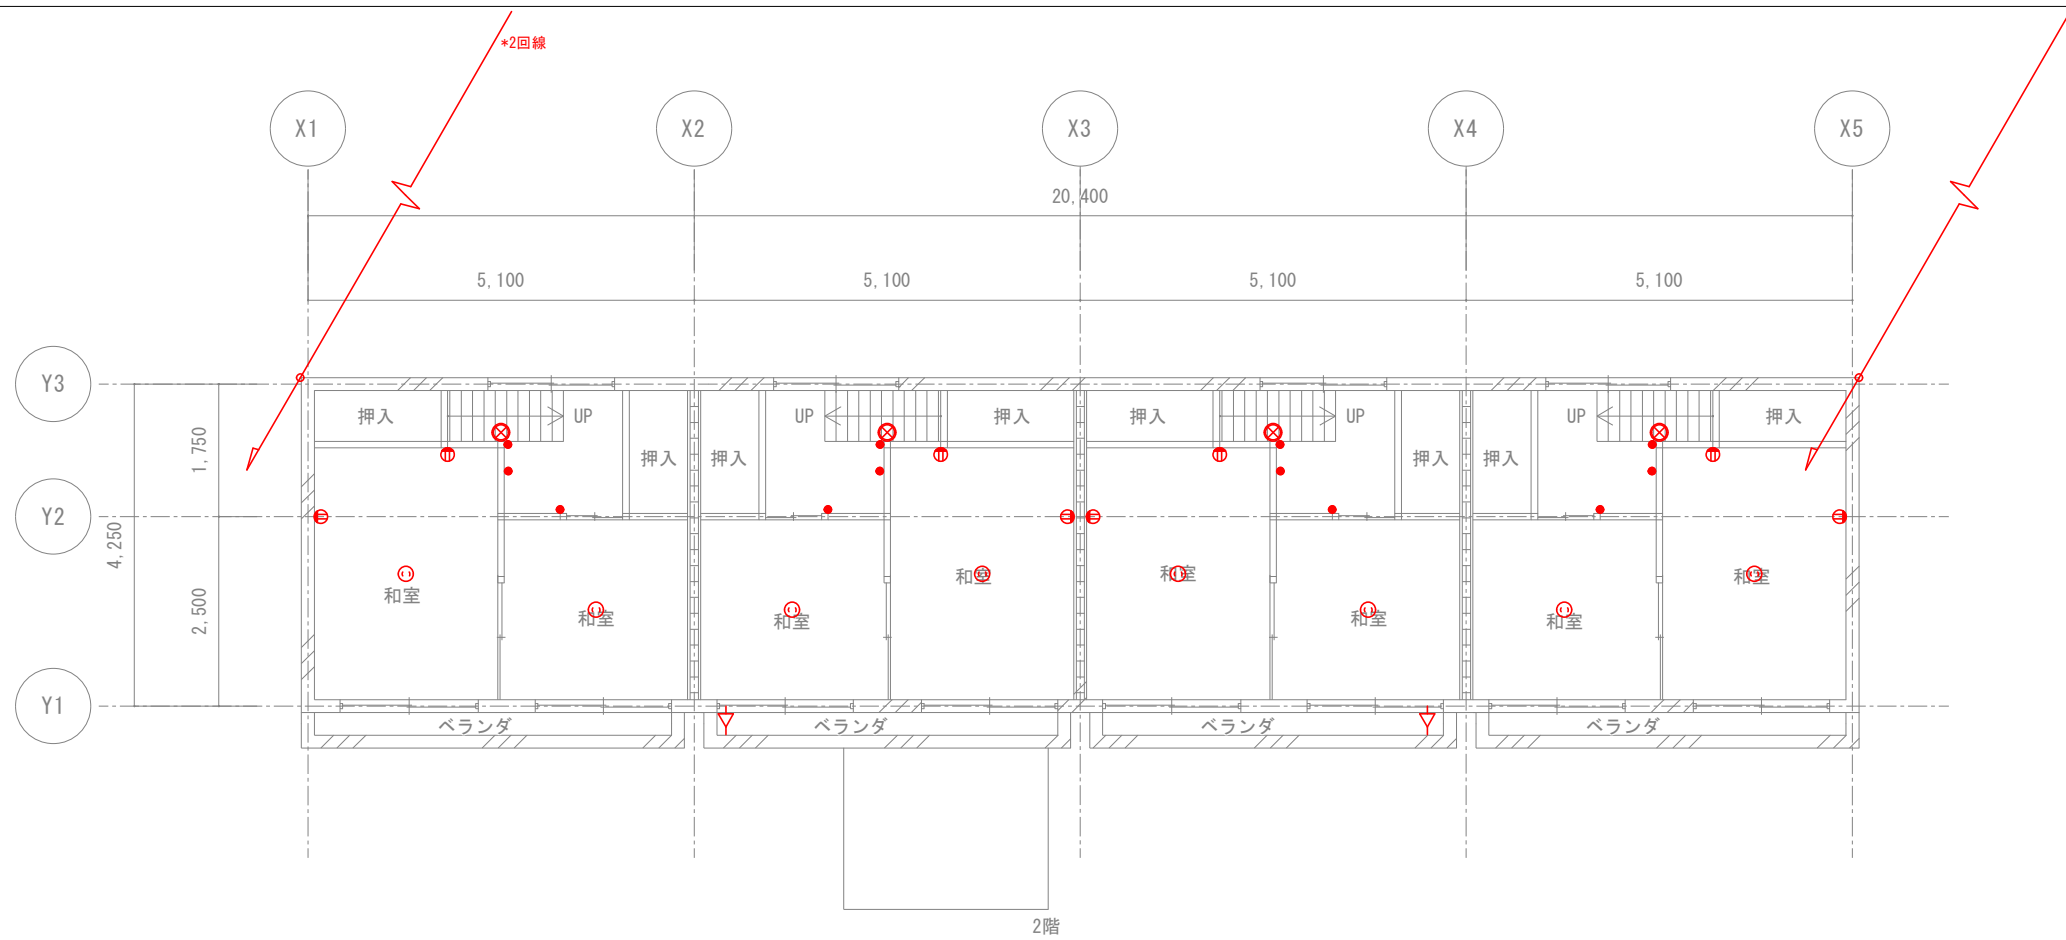 *2回線
X1
X2
X3
X4
X5
20,400
5,100
5,100
5,100
5,100
Y3
押入
UP
UP
押入
押入
UP
UP
押入
1,750
押入
押入
押入
押入
Y2
4,250
2,500
和室
和室
和室
和室
和室
和室
和室
和室
Y1
ベランダ
ベランダ
ベランダ
ベランダ
2階